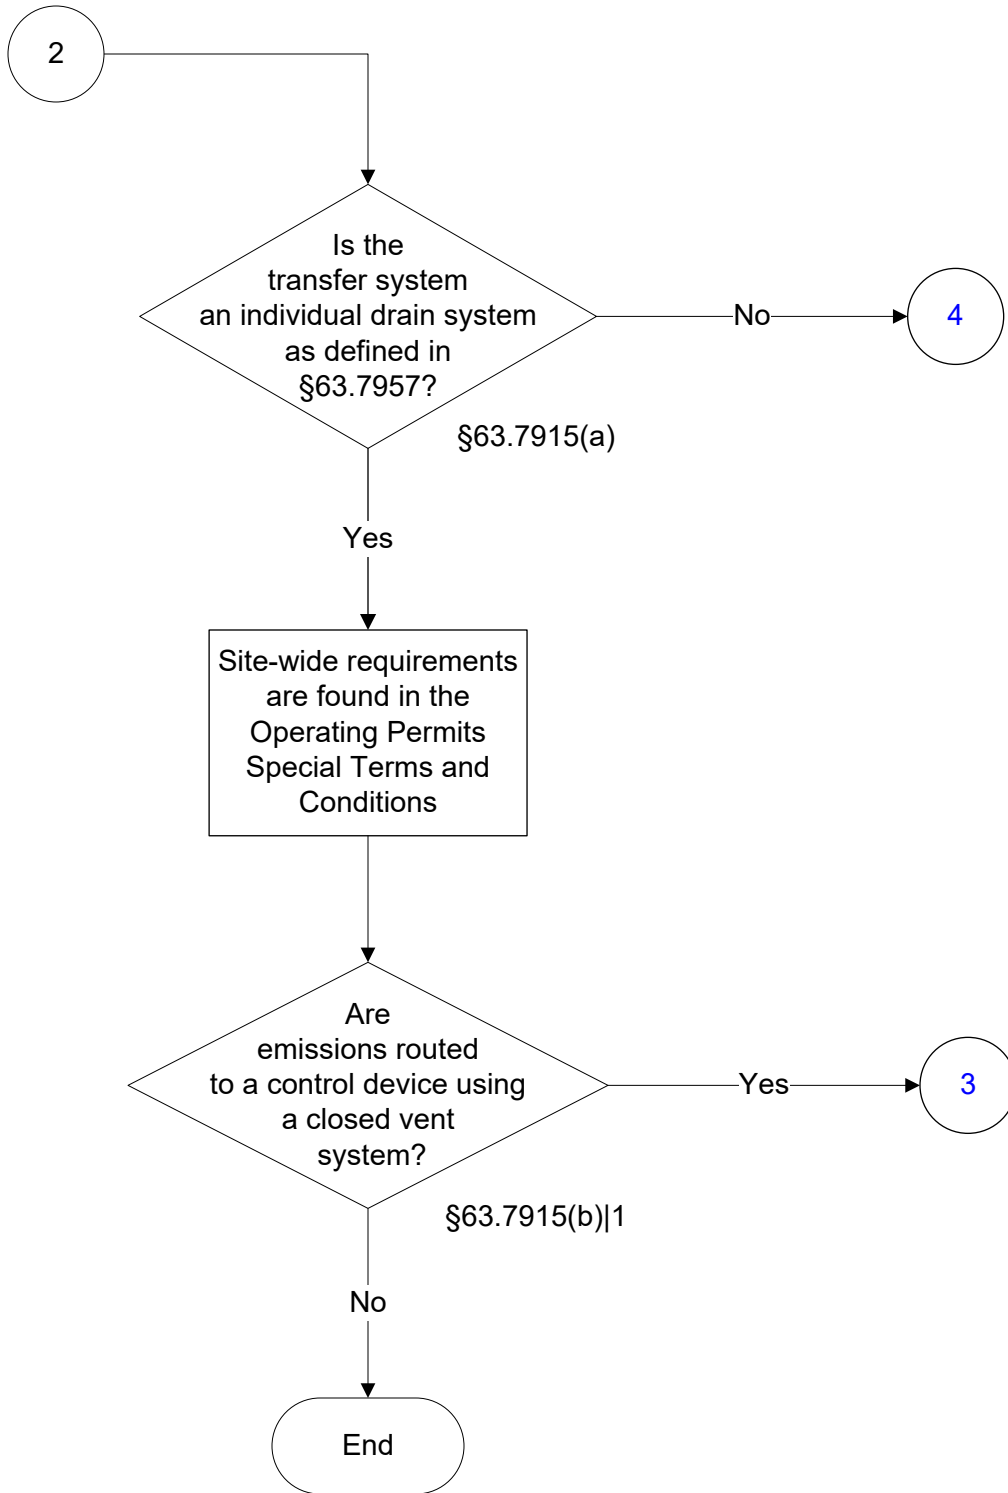 2
Is the
transfer system
an individual drain system
as defined in
§63.7957?
No
4
§63.7915(a)
Yes
Site-wide requirements
are found in the
Operating Permits
Special Terms and
Conditions
Are
emissions routed
to a control device using
a closed vent
system?
Yes
3
§63.7915(b)|1
No
End